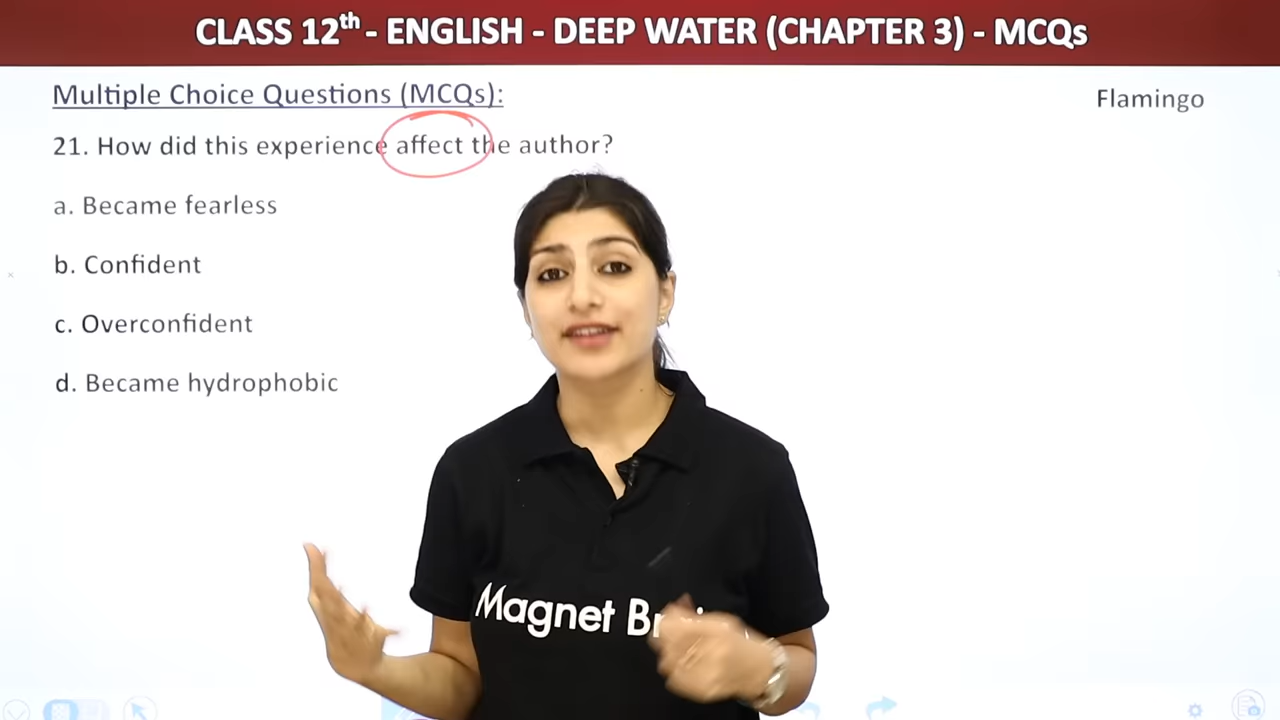 CLASS 12th - ENGLISH - DEEP WATER (CHAPTER 3) - MCQs
Multiple Choice Questions (MCQs):
Flamingo
21. How did this experience affect the author?
a. Became fearless
b. Confident
c. Overconfident
d. Became hydrophobic
Magnet